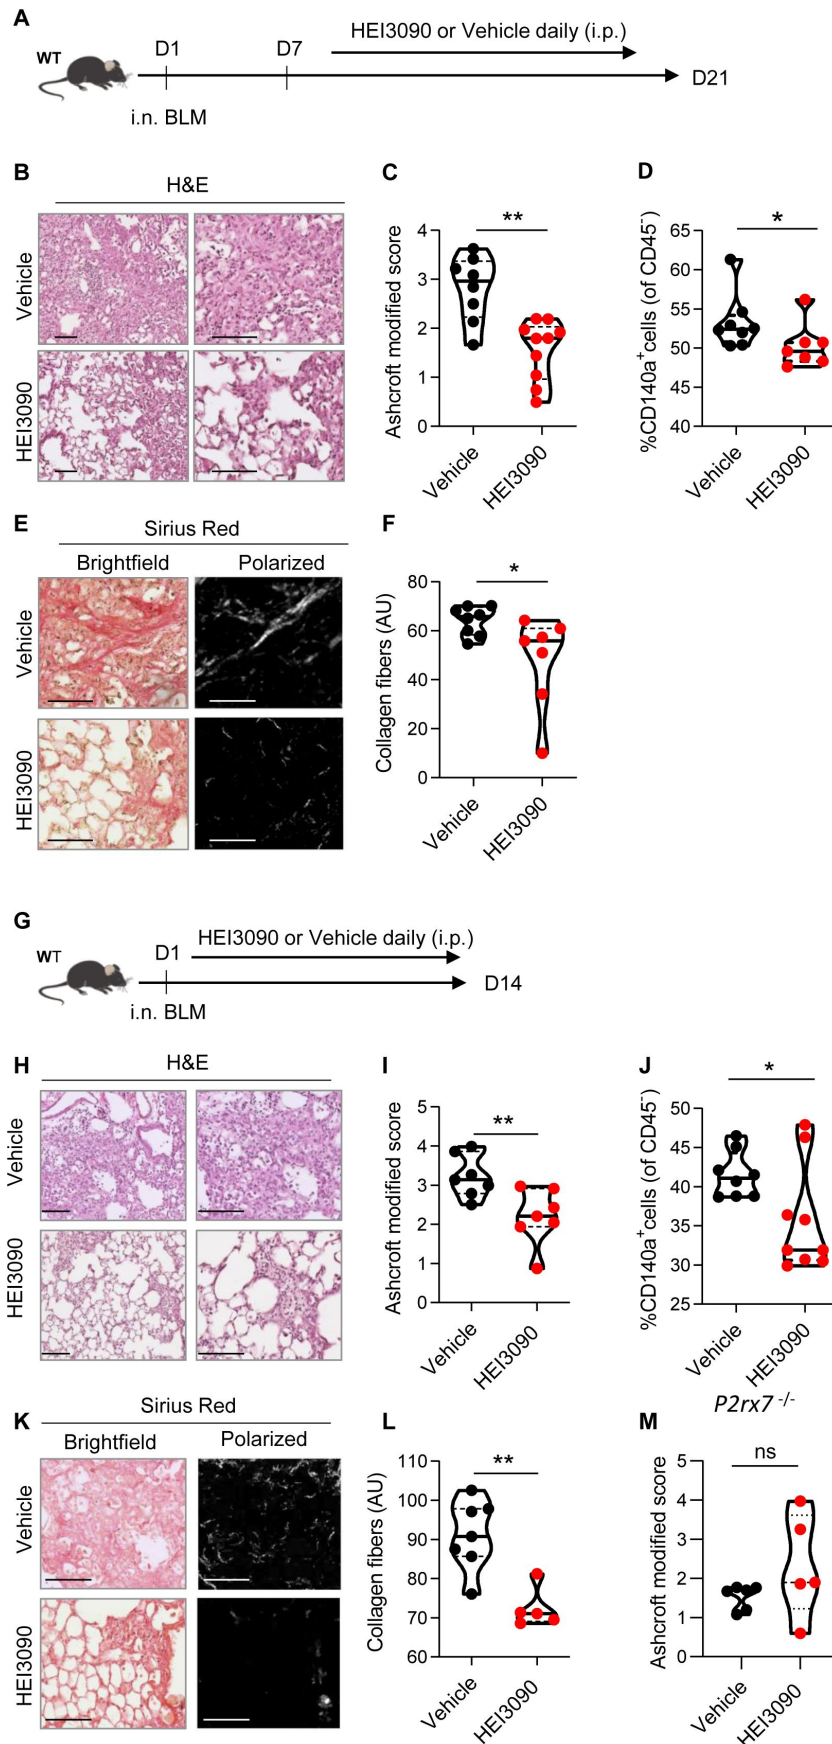 A
HEI3090 or Vehicle daily (i.p.)
WT
D1
D7
D21
i.n. BLM
B
H&E
Vehicle
HEI3090
C
**
Ashcroft modified score
4
3
2
1
0
Vehicle
HEI3090
D
*
%CD140a⁺cells (of CD45⁻)
65
60
55
50
45
40
Vehicle
HEI3090
E
Sirius Red
Brightfield
Polarized
Vehicle
HEI3090
F
*
Collagen fibers (AU)
80
60
40
20
0
Vehicle
HEI3090
G
HEI3090 or Vehicle daily (i.p.)
WT
D1
D14
i.n. BLM
H
H&E
Vehicle
HEI3090
I
**
Ashcroft modified score
5
4
3
2
1
0
Vehicle
HEI3090
J
*
%CD140a⁺cells (of CD45⁻)
50
45
40
35
30
25
Vehicle
HEI3090
K
Sirius Red
Brightfield
Polarized
Vehicle
HEI3090
L
**
Collagen fibers (AU)
110
100
90
80
70
60
Vehicle
HEI3090
M
P2rx7 -/-
ns
Ashcroft modified score
5
4
3
2
1
0
Vehicle
HEI3090